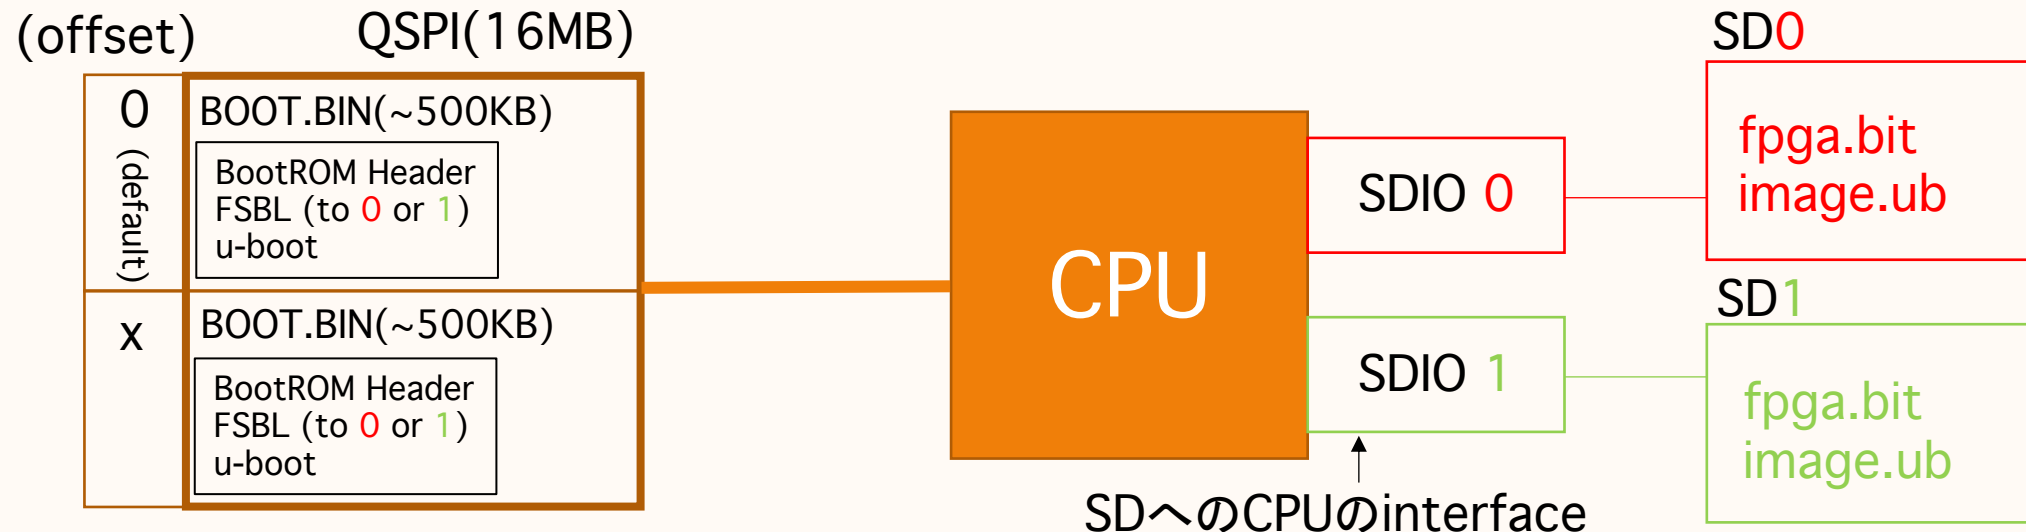 (offset)
QSPI(16MB)
0
(default)
BOOT.BIN(~500KB)
BootROM Header
FSBL (to 0 or 1)
u-boot
x
BOOT.BIN(~500KB)
BootROM Header
FSBL (to 0 or 1)
u-boot
CPU
SDIO 0
SDIO 1
SDへのCPUのinterface
SD0
fpga.bit
image.ub
SD1
fpga.bit
image.ub